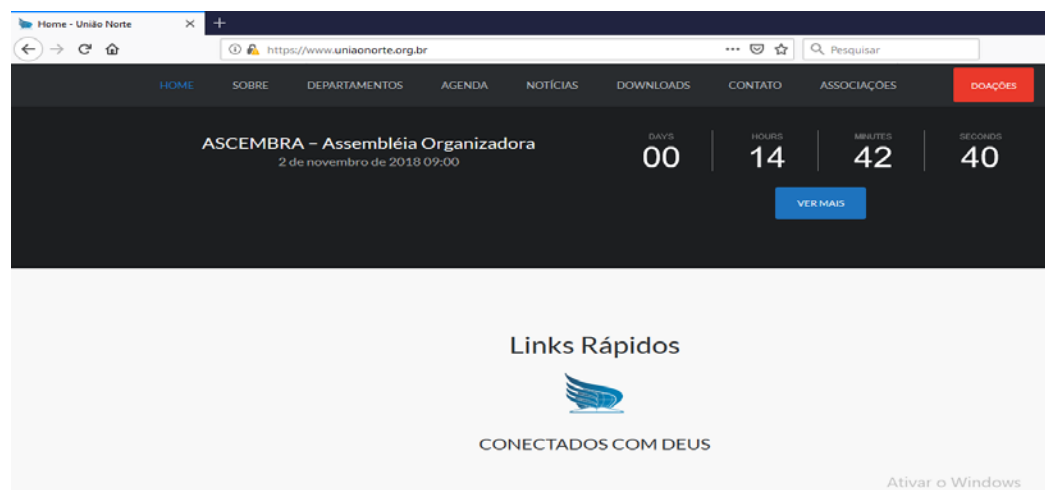 Home - União Norte
https://www.uniaonorte.org.br
Pesquisar
HOME SOBRE DEPARTAMENTOS AGENDA NOTÍCIAS DOWNLOADS CONTATO ASSOCIAÇÕES DOAÇÕES
ASCEMBRA – Assembléia Organizadora
2 de novembro de 2018 09:00
DAYS HOURS MINUTES SECONDS
00 14 42 40
VER MAIS
Links Rápidos
CONECTADOS COM DEUS
Ativar o Windows